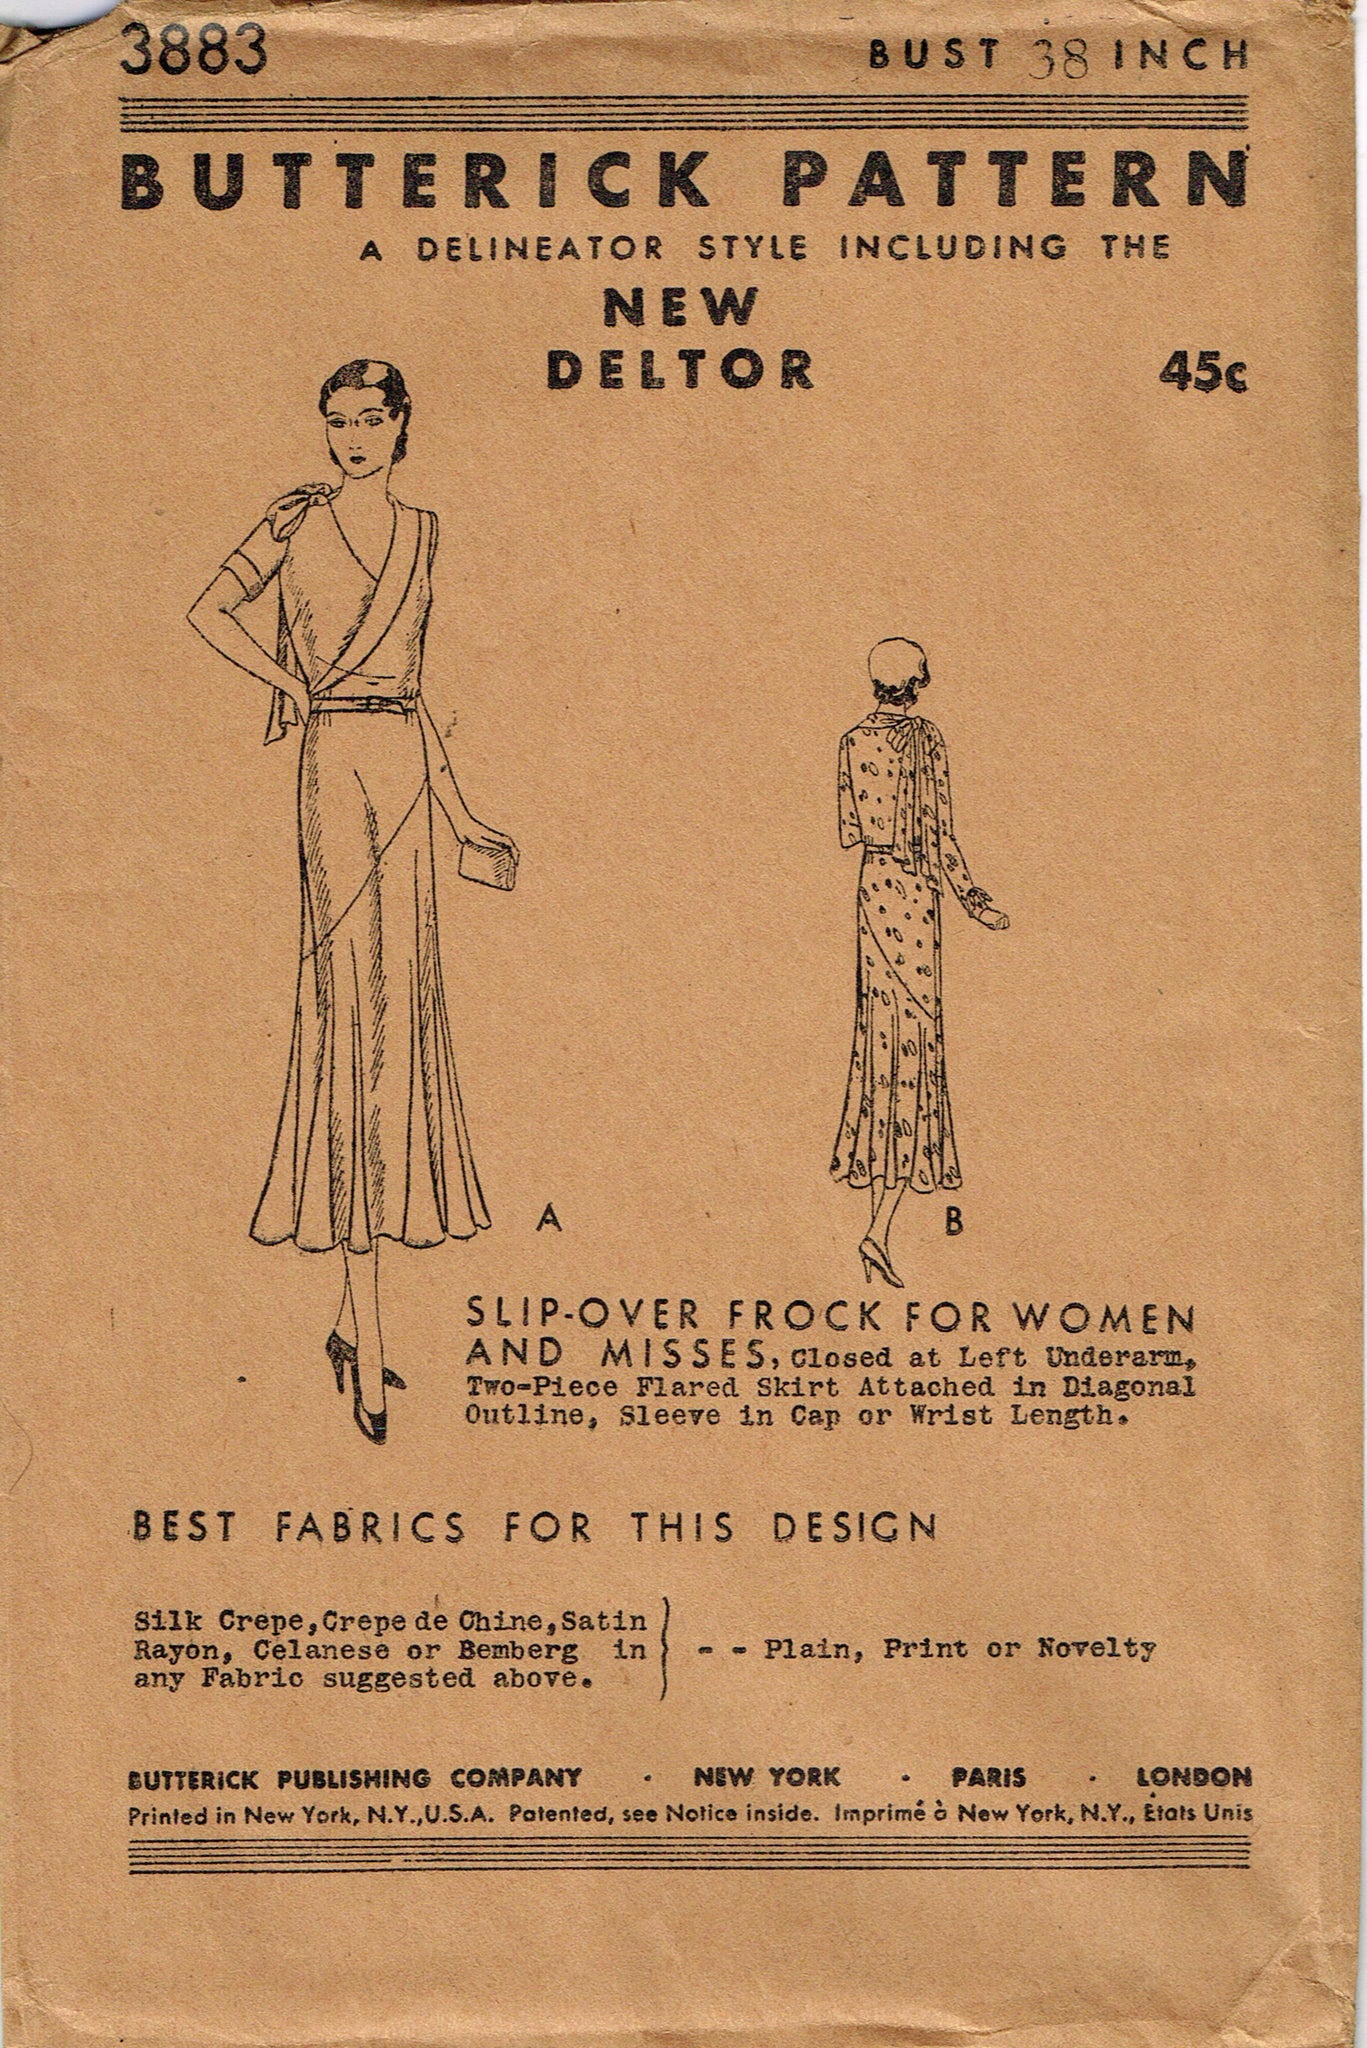 3883 BUST 38 INCH
BUTTERICK PATTERN
A DELINEATOR STYLE INCLUDING THE
NEW
DELTOR 45c
A
B
SLIP-OVER FROCK FOR WOMEN
AND MISSES, Closed at Left Underarm,
Two-Piece Flared Skirt Attached in Diagonal
Outline, Sleeve in Cap or Wrist Length.
BEST FABRICS FOR THIS DESIGN
Silk Crepe, Crepe de Chine, Satin
Rayon, Celanese or Bemberg in } - - Plain, Print or Novelty
any Fabric suggested above.
BUTTERICK PUBLISHING COMPANY · NEW YORK · PARIS · LONDON
Printed in New York, N.Y., U.S.A. Patented, see Notice inside. Imprimé à New York, N.Y., États Unis